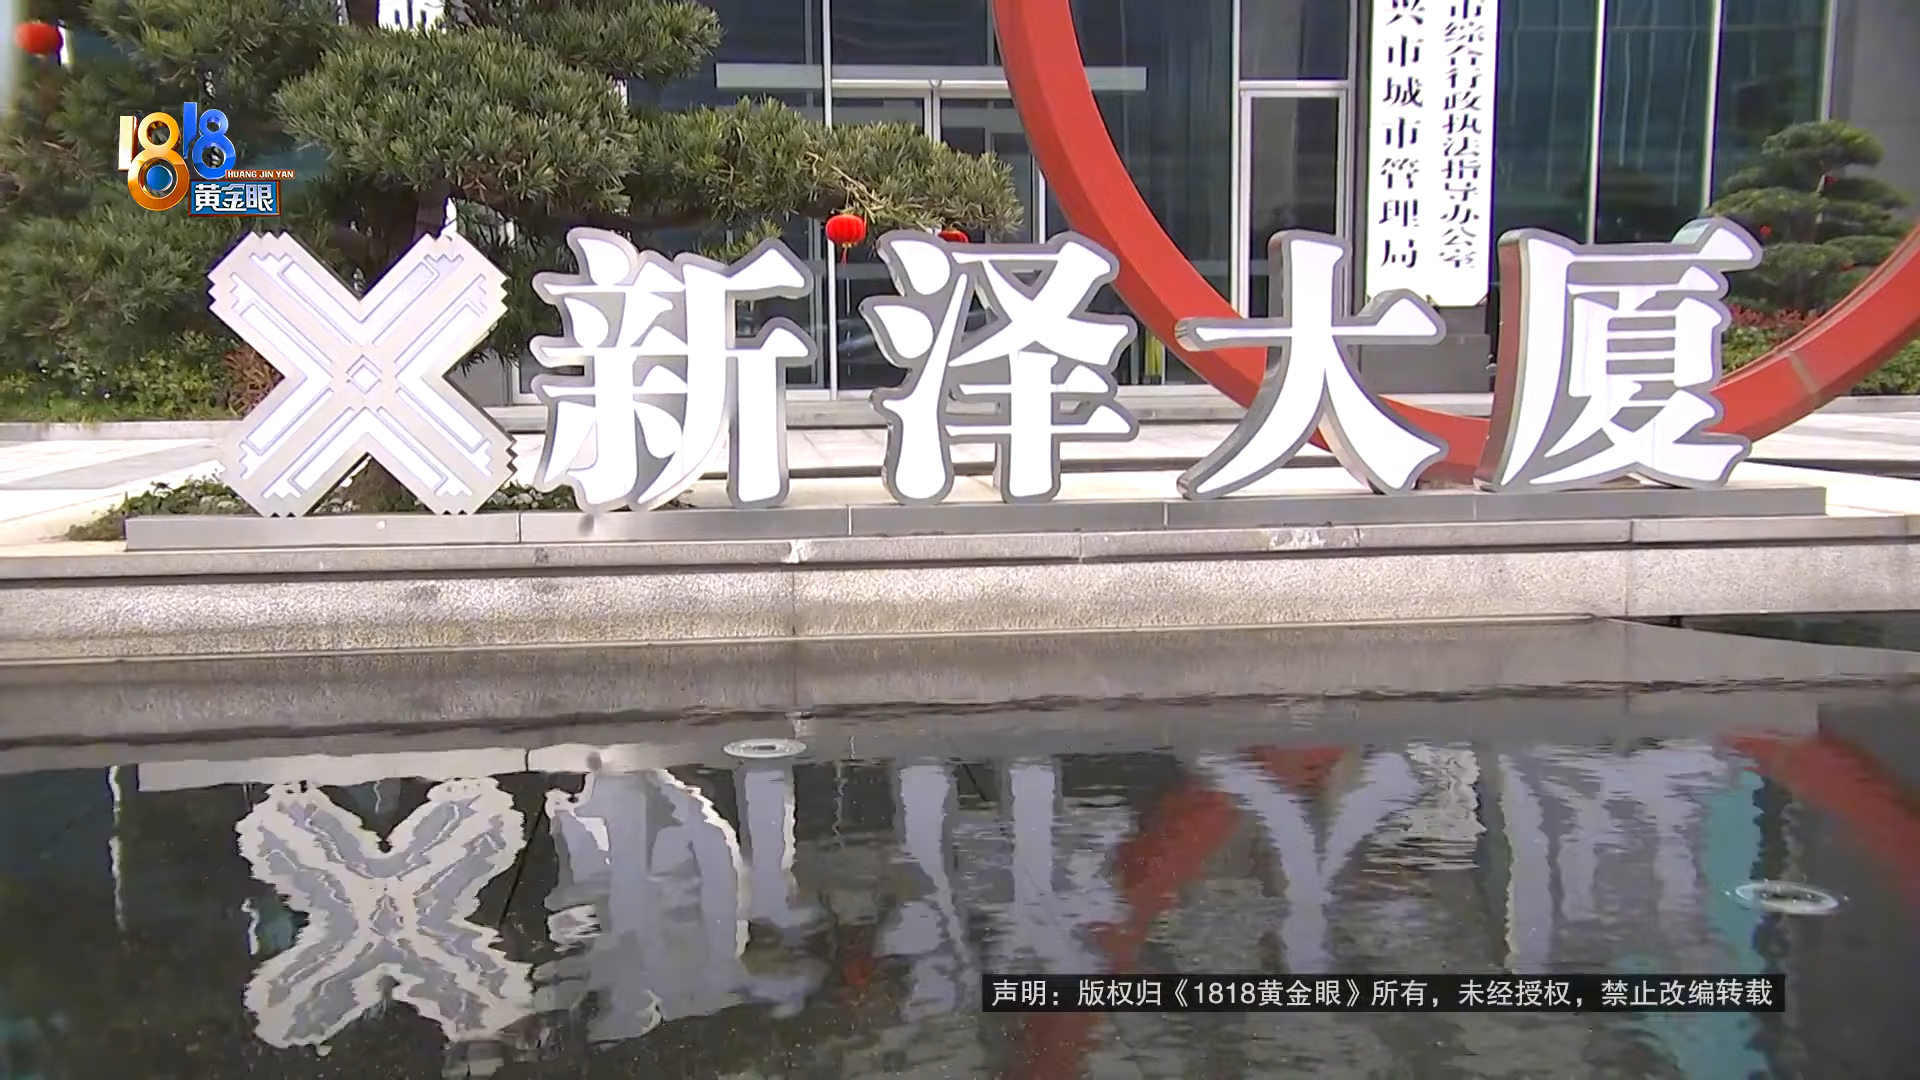 1818
HUANG JIN YAN
黄金眼
新泽大厦
兴市城市管理局
市综合行政执法指导办公室
声明：版权归《1818黄金眼》所有，未经授权，禁止改编转载